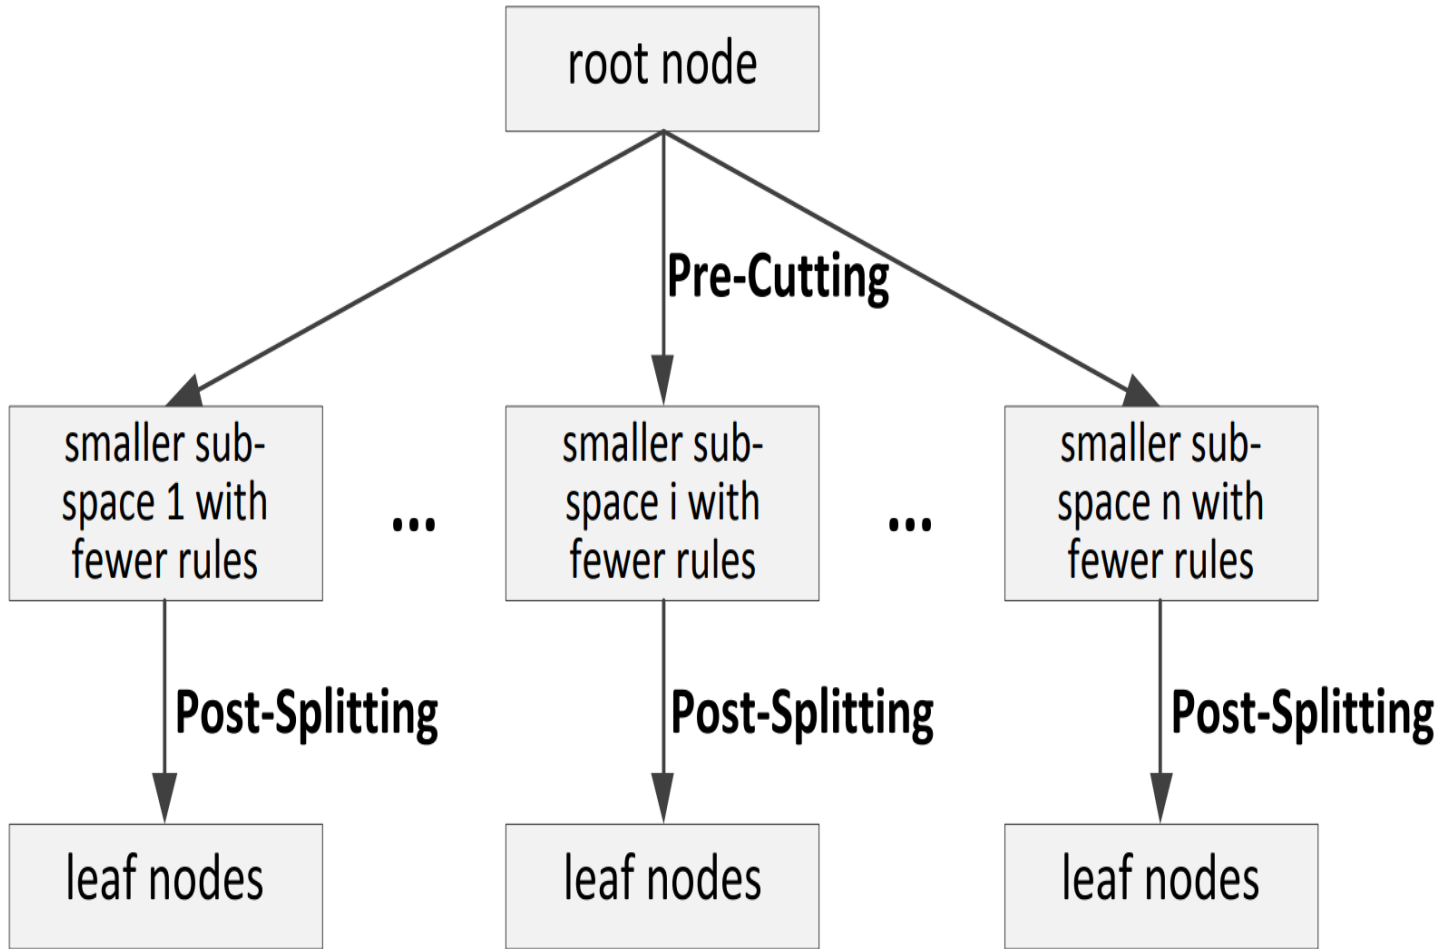 root node
Pre-Cutting
smaller sub-
space 1 with
fewer rules
...
smaller sub-
space i with
fewer rules
...
smaller sub-
space n with
fewer rules
Post-Splitting
Post-Splitting
Post-Splitting
leaf nodes
leaf nodes
leaf nodes